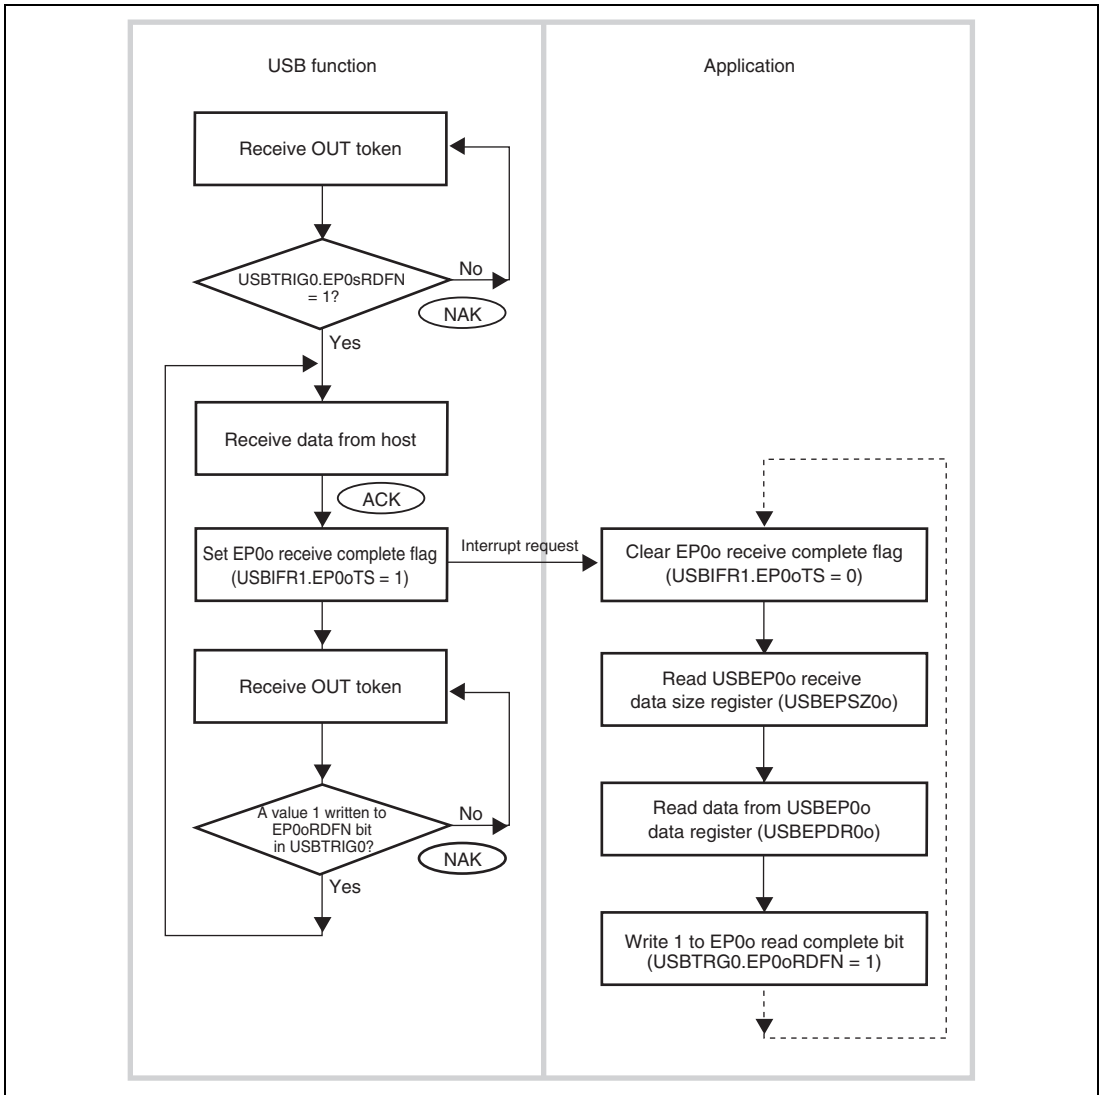 USB function
Application
Receive OUT token
USBTRIG0.EP0sRDFN
= 1?
No
NAK
Yes
Receive data from host
ACK
Set EP0o receive complete flag
(USBIFR1.EP0oTS = 1)
Interrupt request
Clear EP0o receive complete flag
(USBIFR1.EP0oTS = 0)
Receive OUT token
Read USBEP0o receive
data size register (USBEPSZ0o)
A value 1 written to
EP0oRDFN bit
in USBTRIG0?
No
NAK
Yes
Read data from USBEP0o
data register (USBEPDR0o)
Write 1 to EP0o read complete bit
(USBTRG0.EP0oRDFN = 1)